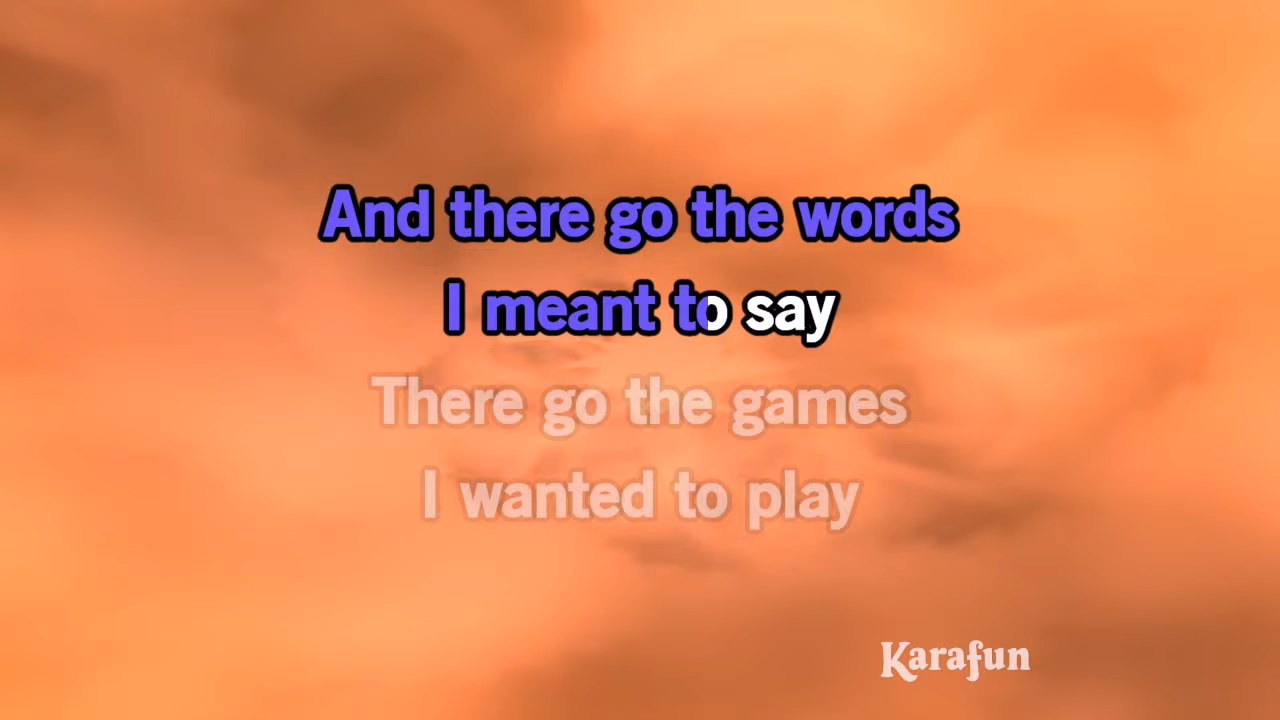 And there go the words
I meant to say
There go the games
I wanted to play
Karafun